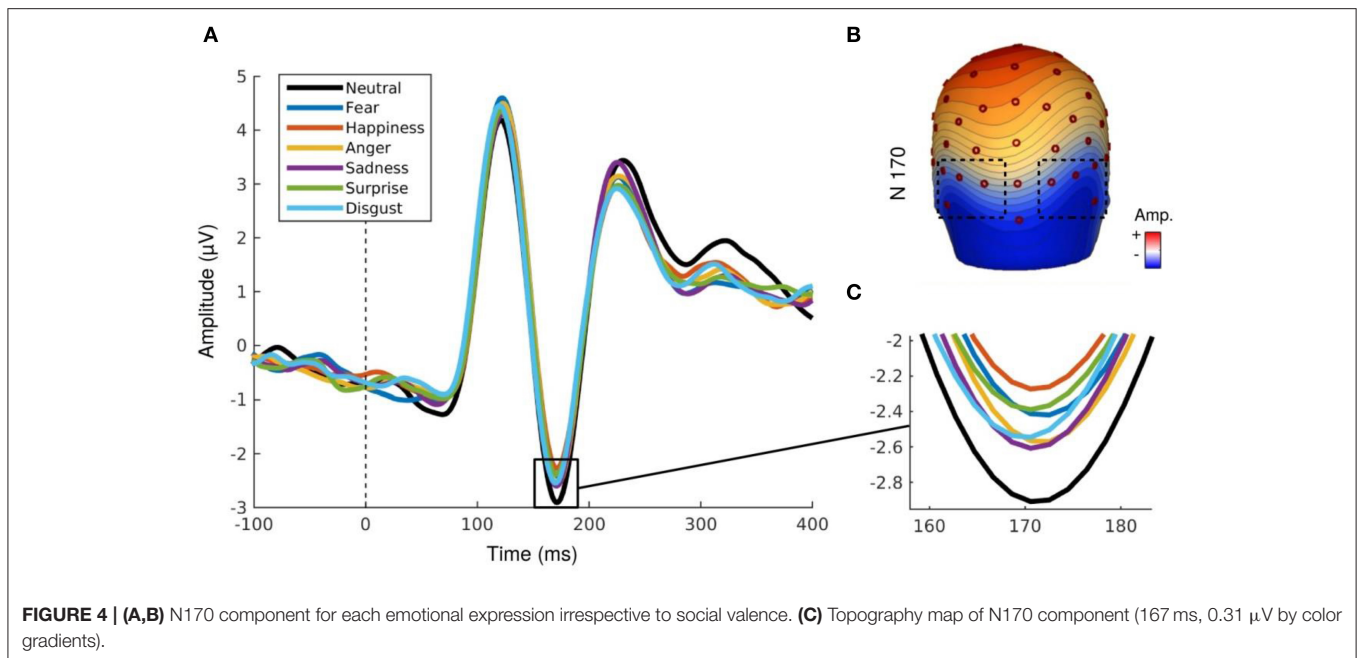 A
5
4
3
2
1
0
-1
-2
-3
Amplitude (µV)
-100
0
100
200
300
400
Time (ms)
Neutral
Fear
Happiness
Anger
Sadness
Surprise
Disgust
B
N 170
Amp.
+
-
C
-2
-2.2
-2.4
-2.6
-2.8
160
170
180
FIGURE 4 | (A,B) N170 component for each emotional expression irrespective to social valence. (C) Topography map of N170 component (167 ms, 0.31 µV by color
gradients).